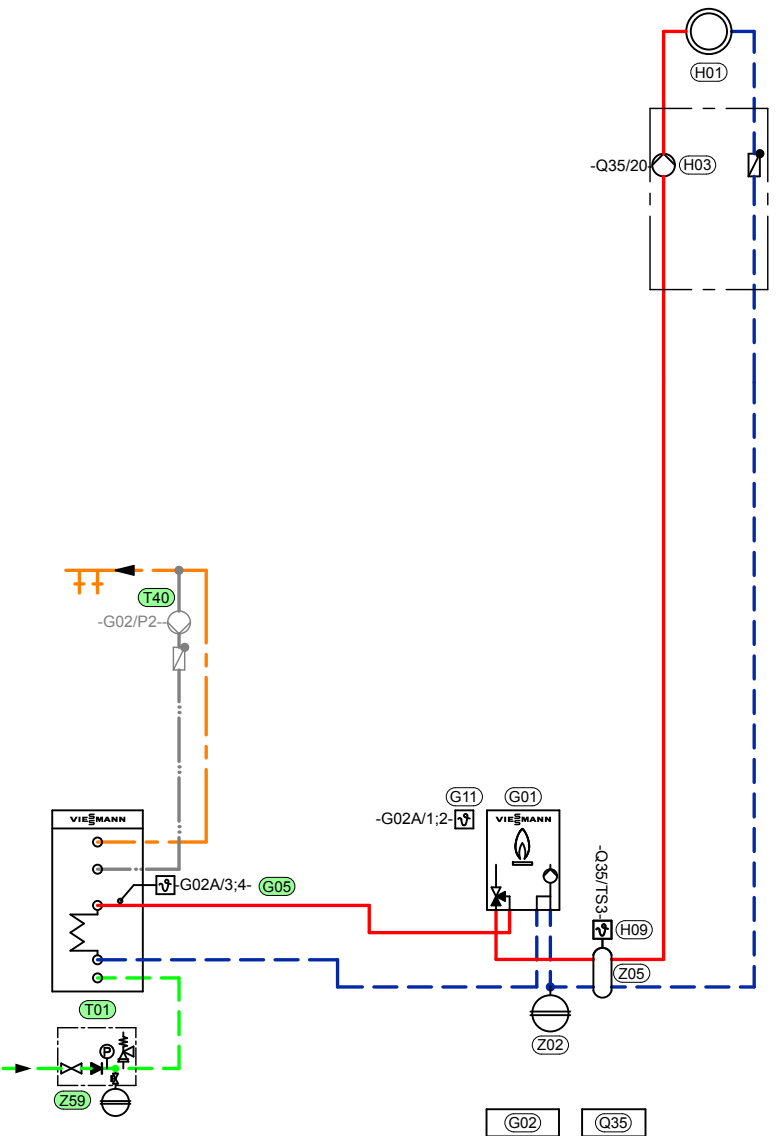 H01
-Q35/20-
H03
T40
-G02/P2-
VIESMANN
G11
G01
-G02A/1;2-
VIESMANN
-Q35/TS3-
-G02A/3;4-
G05
H09
Z05
T01
Z02
P
Z59
G02
Q35